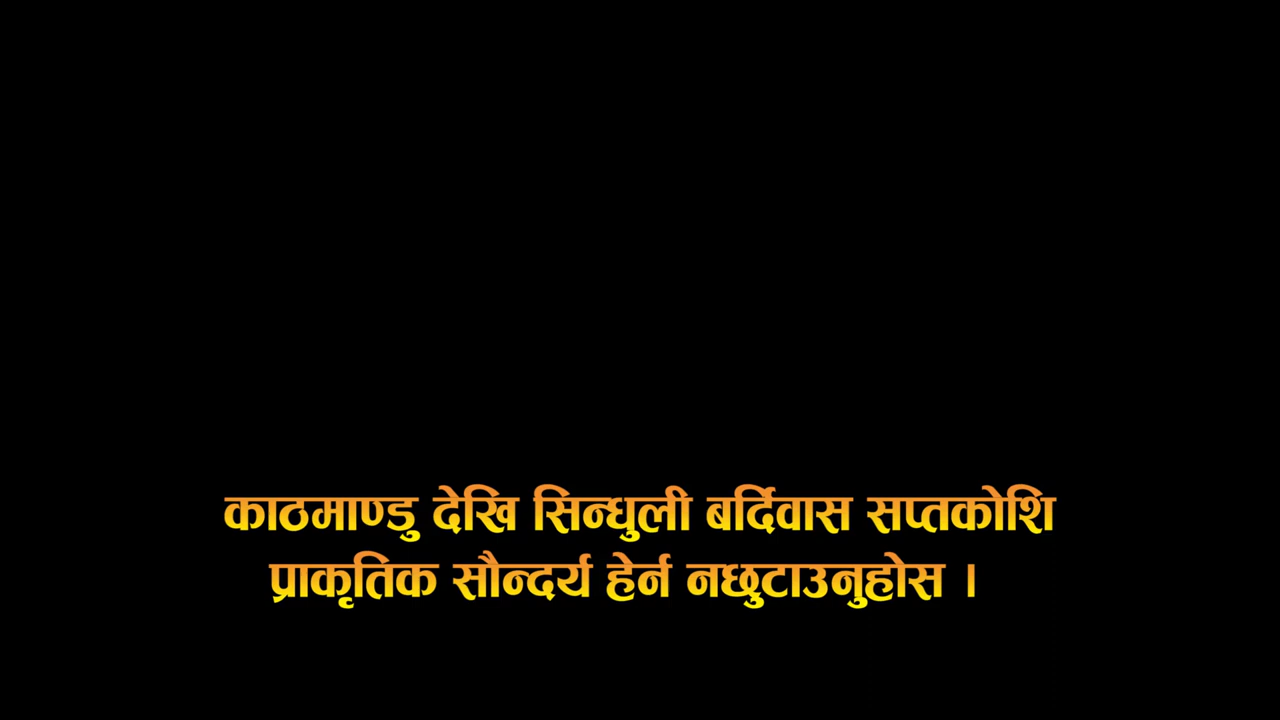 काठमाण्डु देखि सिन्धुली बर्दिवास सप्तकोशि
प्राकृतिक सौन्दर्य हेर्न नछुटाउनुहोस ।